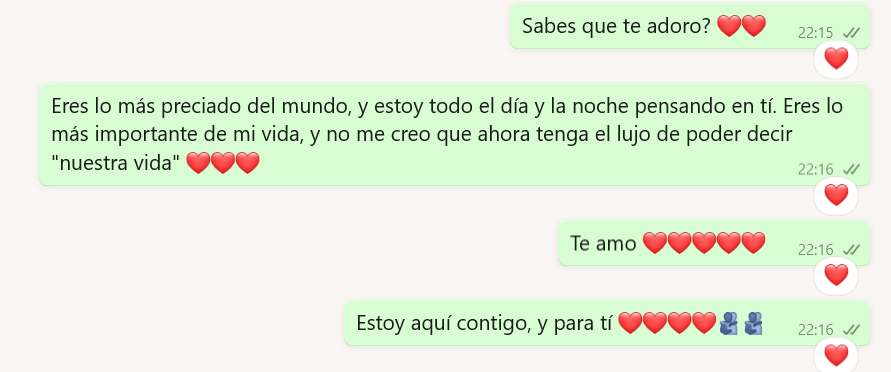 Sabes que te adoro? ❤️❤️
22:15
❤️
Eres lo más preciado del mundo, y estoy todo el día y la noche pensando en tí. Eres lo
más importante de mi vida, y no me creo que ahora tenga el lujo de poder decir
"nuestra vida" ❤️❤️❤️
22:16
❤️
Te amo ❤️❤️❤️❤️❤️
22:16
❤️
Estoy aquí contigo, y para tí ❤️❤️❤️❤️🫂🫂
22:16
❤️